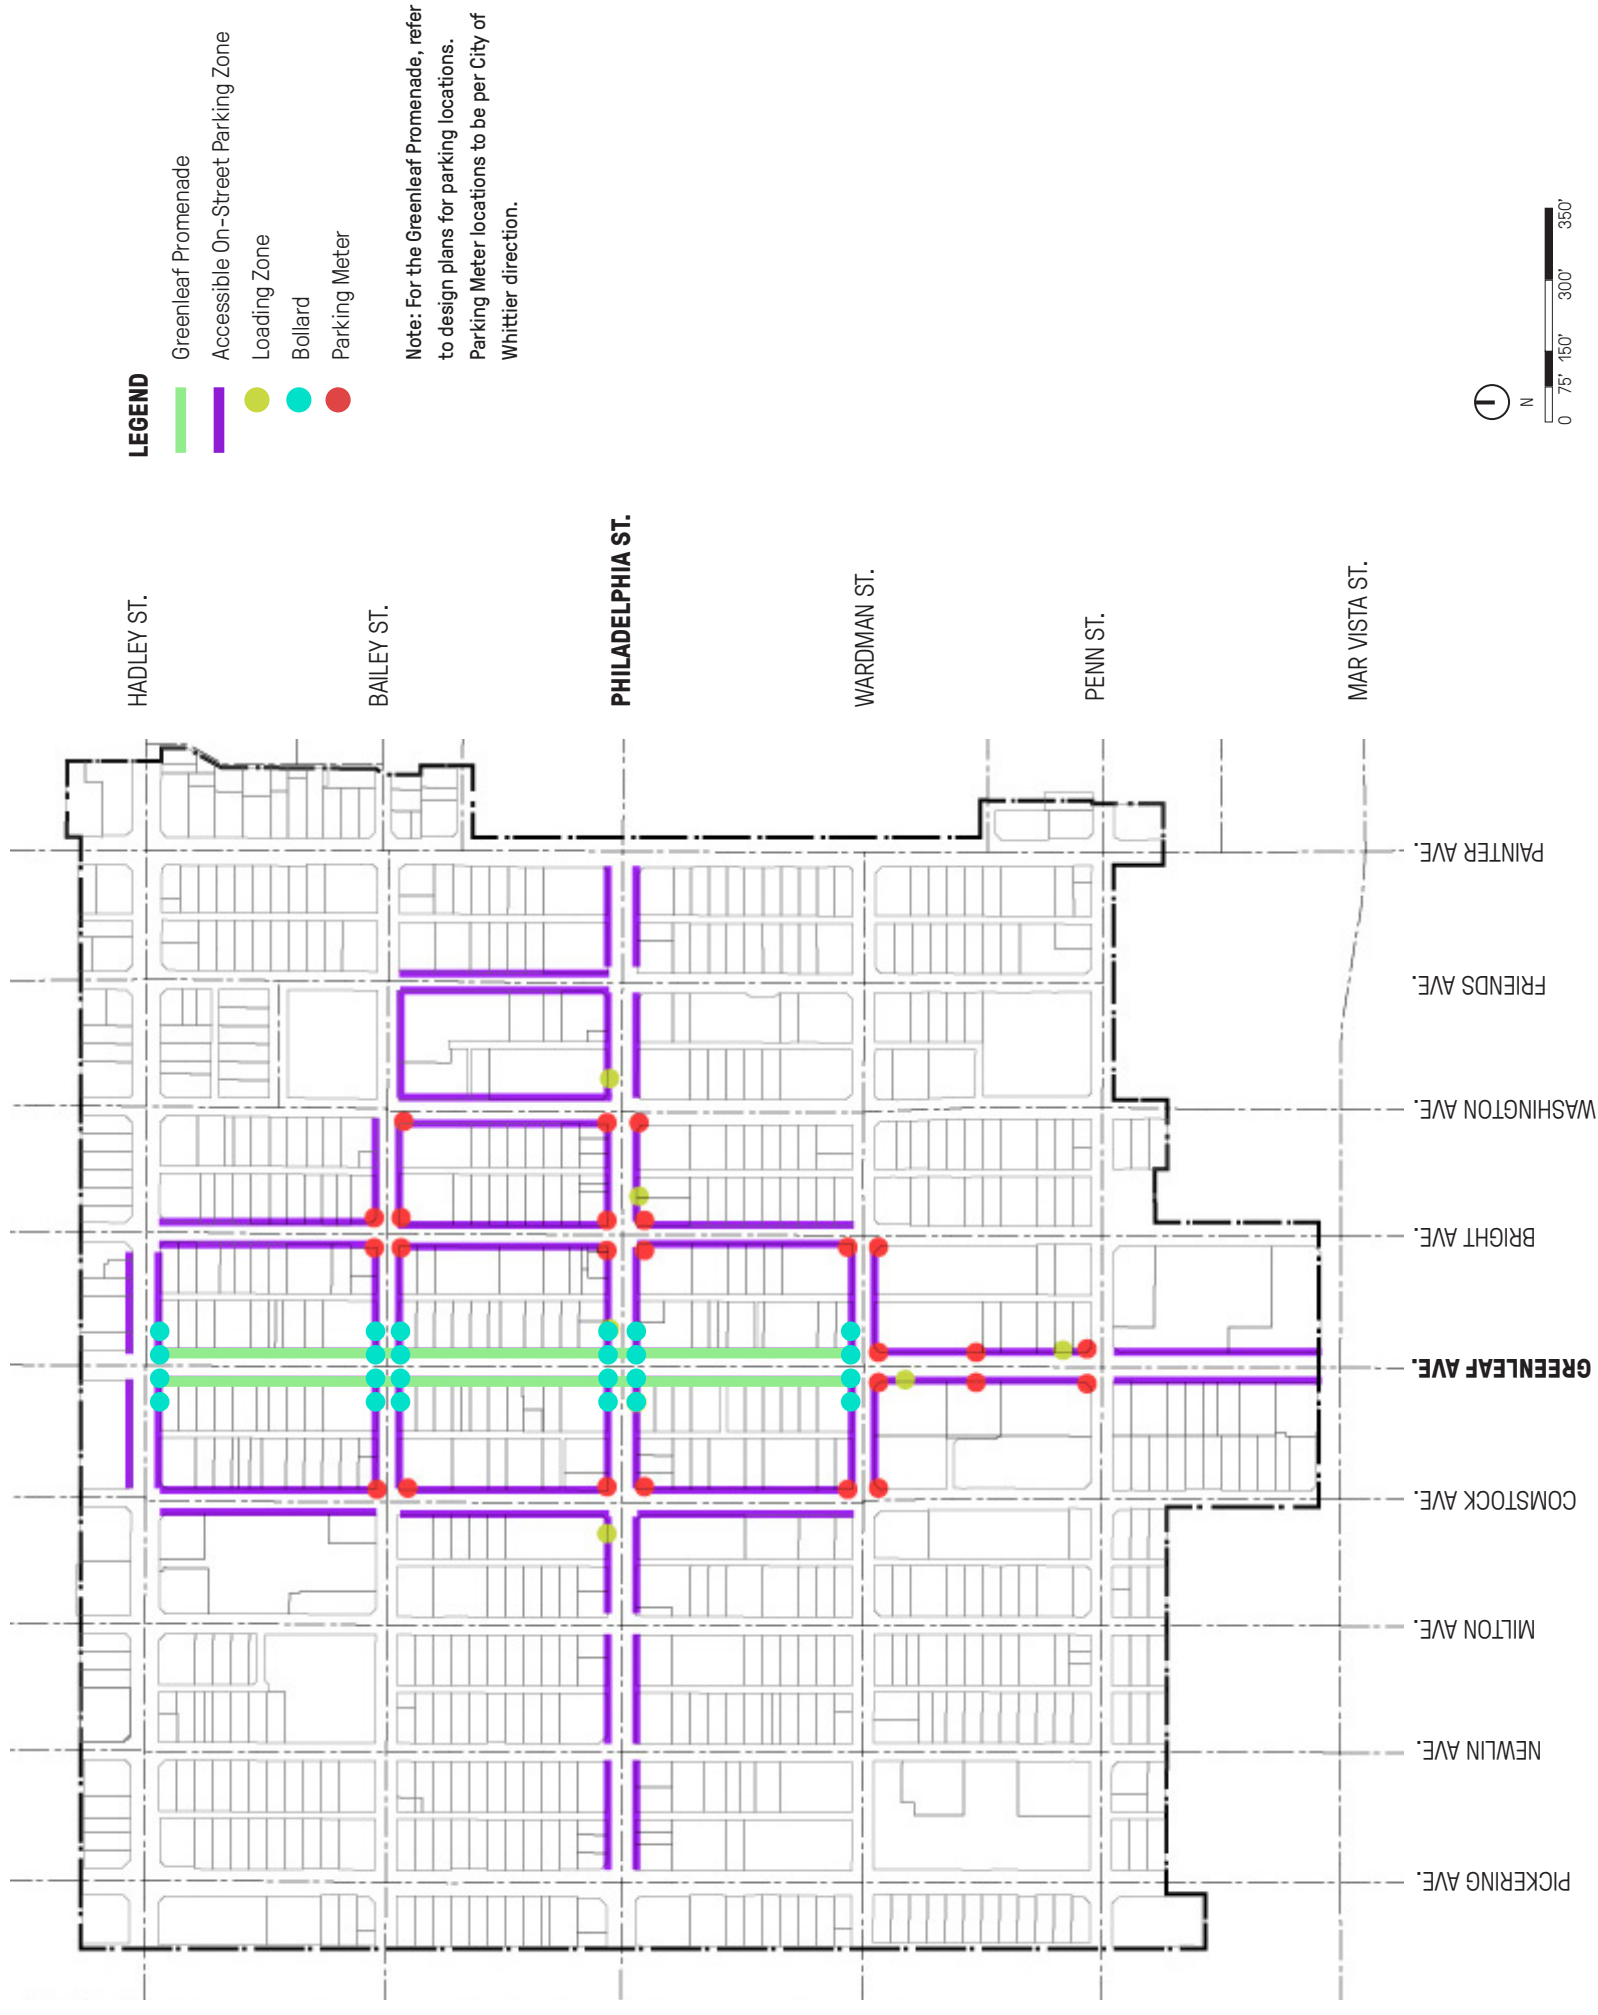 LEGEND
Greenleaf Promenade
Accessible On-Street Parking Zone
Loading Zone
Bollard
Parking Meter
Note: For the Greenleaf Promenade, refer
to design plans for parking locations.
Parking Meter locations to be per City of
Whittier direction.
HADLEY ST.
BAILEY ST.
PHILADELPHIA ST.
WARDMAN ST.
PENN ST.
MAR VISTA ST.
PAINTER AVE.
FRIENDS AVE.
WASHINGTON AVE
BRIGHT AVE.
GREENLEAF AVE.
COMSTOCK AVE
MILTON AVE.
NEWLIN AVE.
PICKERING AVE.
N
0 75' 150' 300' 350'